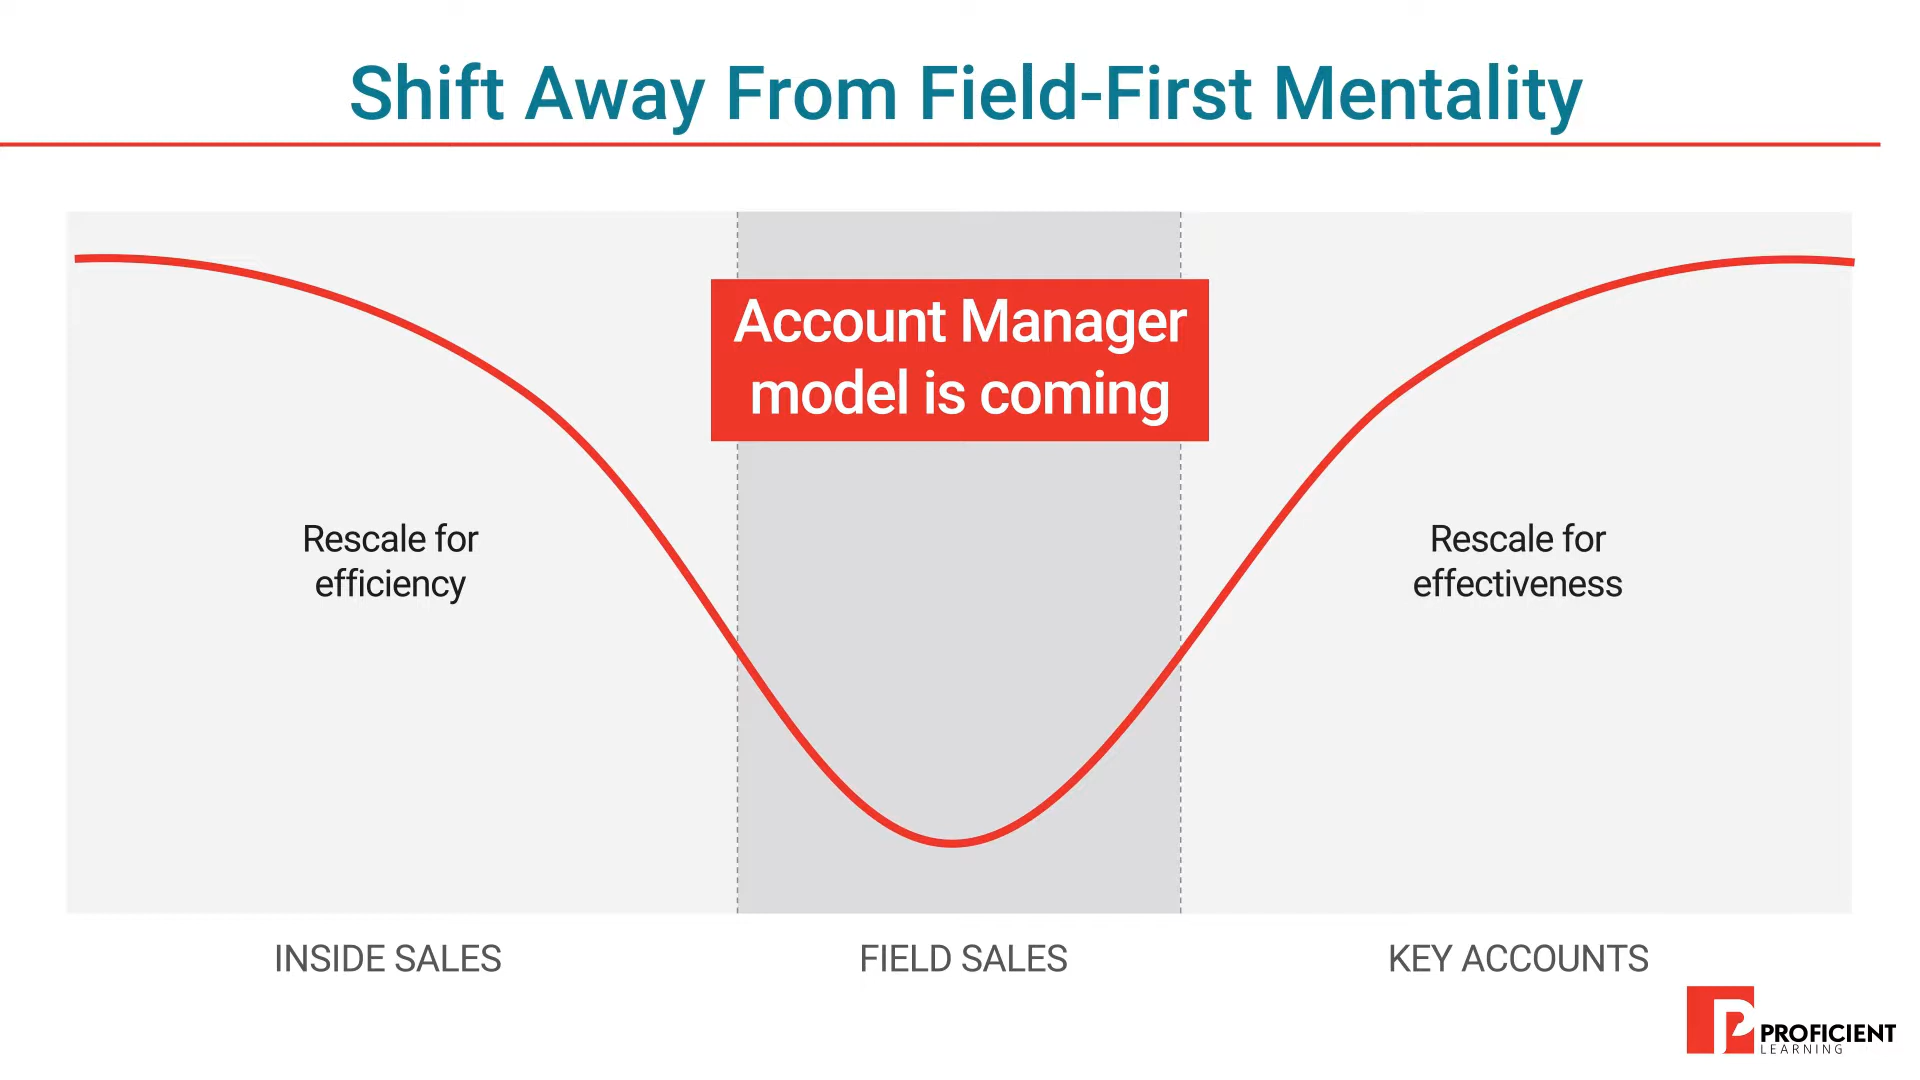 Shift Away From Field-First Mentality
Account Manager
model is coming
Rescale for
efficiency
Rescale for
effectiveness
INSIDE SALES
FIELD SALES
KEY ACCOUNTS
PROFICIENT
LEARNING